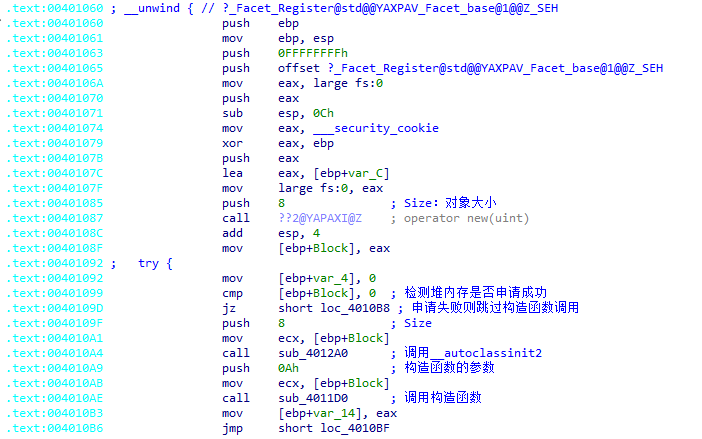 .text:00401060 ; __unwind { // ?_Facet_Register@std@@YAXPAV_Facet_base@1@@Z_SEH
.text:00401060 push ebp
.text:00401061 mov ebp, esp
.text:00401063 push 0FFFFFFFFh
.text:00401065 push offset ?_Facet_Register@std@@YAXPAV_Facet_base@1@@Z_SEH
.text:0040106A mov eax, large fs:0
.text:00401070 push eax
.text:00401071 sub esp, 0Ch
.text:00401074 mov eax, ___security_cookie
.text:00401079 xor eax, ebp
.text:0040107B push eax
.text:0040107C lea eax, [ebp+var_C]
.text:0040107F mov large fs:0, eax
.text:00401085 push 8 ; Size：对象大小
.text:00401087 call ??2@YAPAXI@Z ; operator new(uint)
.text:0040108C add esp, 4
.text:0040108F mov [ebp+Block], eax
.text:00401092 ; try {
.text:00401092 mov [ebp+var_4], 0
.text:00401099 cmp [ebp+Block], 0 ; 检测堆内存是否申请成功
.text:0040109D jz short loc_4010B8 ; 申请失败则跳过构造函数调用
.text:0040109F push 8 ; Size
.text:004010A1 mov ecx, [ebp+Block]
.text:004010A4 call sub_4012A0 ; 调用__autoclassinit2
.text:004010A9 push 0Ah ; 构造函数的参数
.text:004010AB mov ecx, [ebp+Block]
.text:004010AE call sub_4011D0 ; 调用构造函数
.text:004010B3 mov [ebp+var_14], eax
.text:004010B6 jmp short loc_4010BF